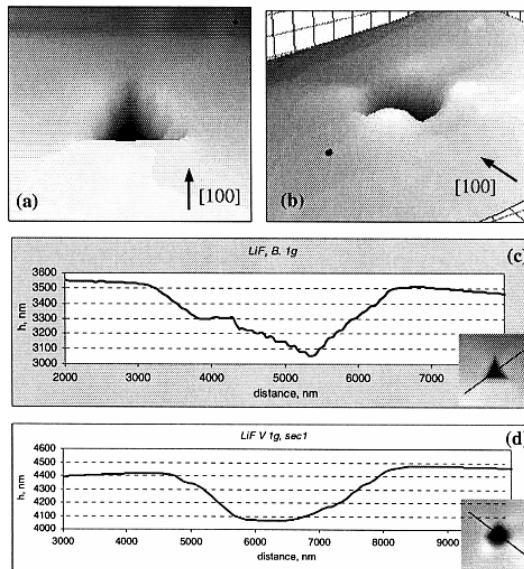 (a)
[100]
(b)
[100]
LiF, B. 1g
(c)
h, nm
3600
3500
3400
3300
3200
3100
3000
2000
3000
4000
5000
6000
7000
distance, nm
LiF V 1g, sec1
(d)
h, nm
4600
4500
4400
4300
4200
4100
4000
3000
4000
5000
6000
7000
8000
9000
distance, nm